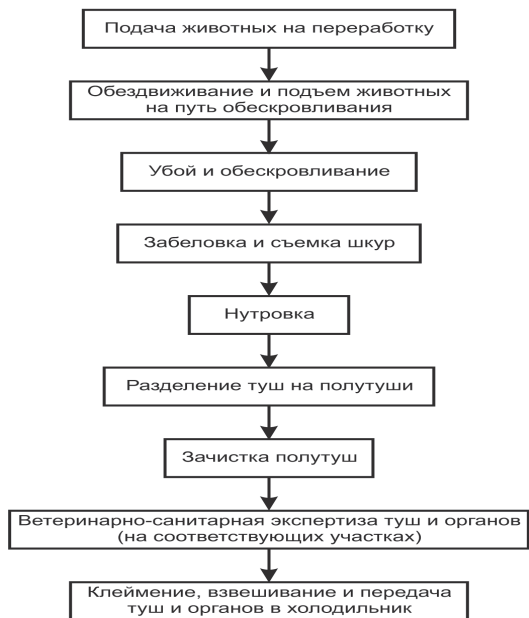 Подача животных на переработку
Обездвиживание и подъем животных
на путь обескровливания
Убой и обескровливание
Забеловка и съемка шкур
Нутровка
Разделение туш на полутуши
Зачистка полутуш
Ветеринарно-санитарная экспертиза туш и органов
(на соответствующих участках)
Клеймение, взвешивание и передача
туш и органов в холодильник